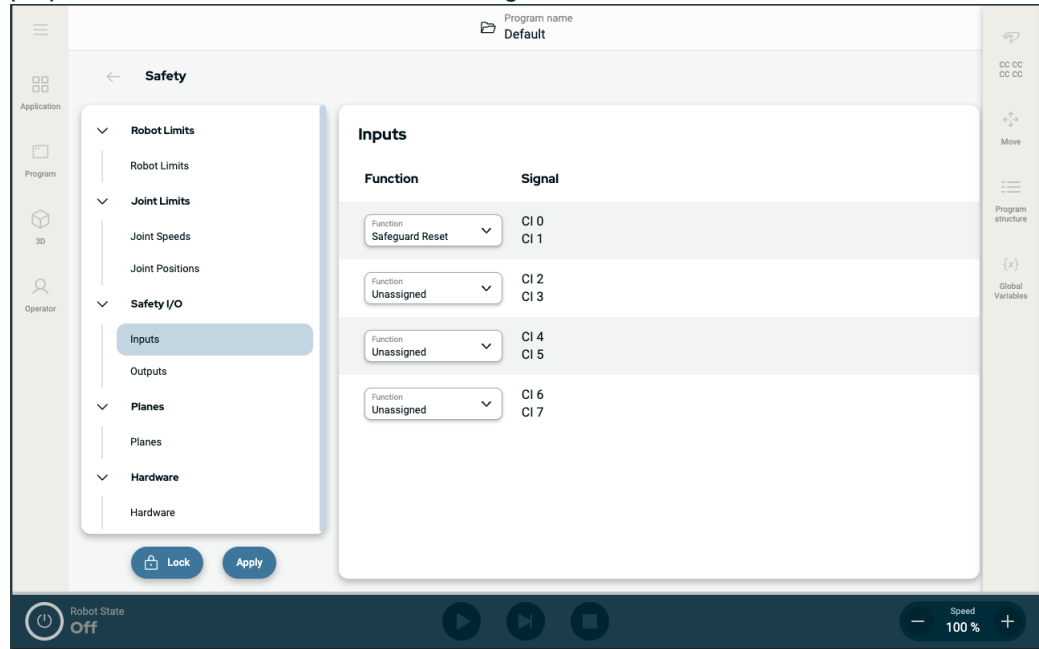 Program name
Default
CC CC
CC CC
Safety
Application
Robot Limits
Robot Limits
Joint Limits
Joint Speeds
Joint Positions
Safety I/O
Inputs
Outputs
Planes
Planes
Hardware
Hardware
Lock
Apply
Program
3D
Operator
Inputs
Function
Signal
Function
Safeguard Reset
CI 0
CI 1
Function
Unassigned
CI 2
CI 3
Function
Unassigned
CI 4
CI 5
Function
Unassigned
CI 6
CI 7
Move
Program
structure
{x}
Global
Variables
Robot State
Off
Speed
100 %